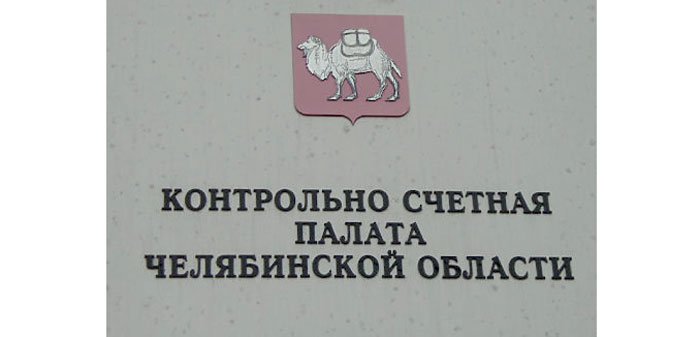 КОНТРОЛЬНО СЧЕТНАЯ
ПАЛАТА
ЧЕЛЯБИНСКОЙ ОБЛАСТИ